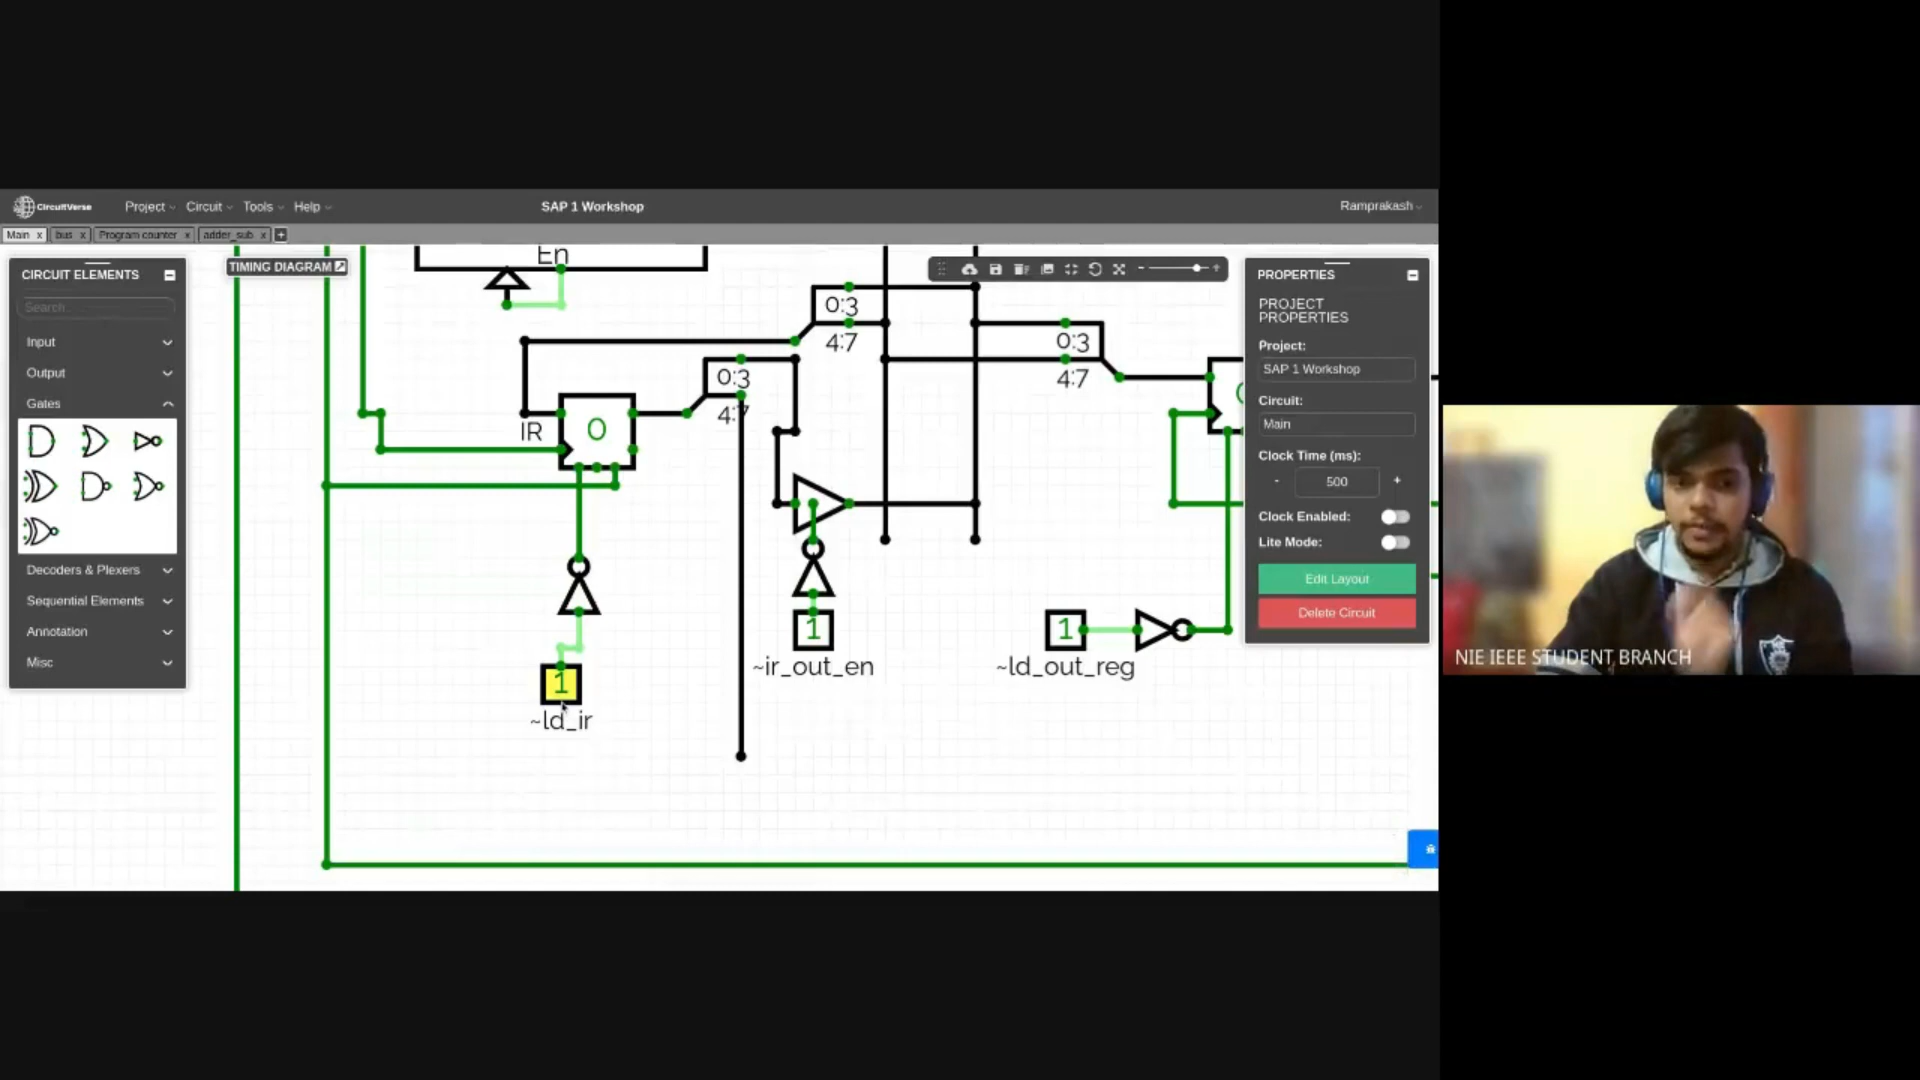 CircuitVerse
Project
Circuit
Tools
Help
SAP 1 Workshop
Ramprakash
Main x
bus x
Program counter x
adder_sub x
+
CIRCUIT ELEMENTS
Search..
Input
Output
Gates
Decoders & Plexers
Sequential Elements
Annotation
Misc
TIMING DIAGRAM
En
0:3
4:7
0:3
4:7
0:3
4:7
IR
0
1
~ld_ir
1
~ir_out_en
1
~ld_out_reg
PROPERTIES
PROJECT
PROPERTIES
Project:
SAP 1 Workshop
Circuit:
Main
Clock Time (ms):
- 500 +
Clock Enabled:
Lite Mode:
Edit Layout
Delete Circuit
NIE IEEE STUDENT BRANCH